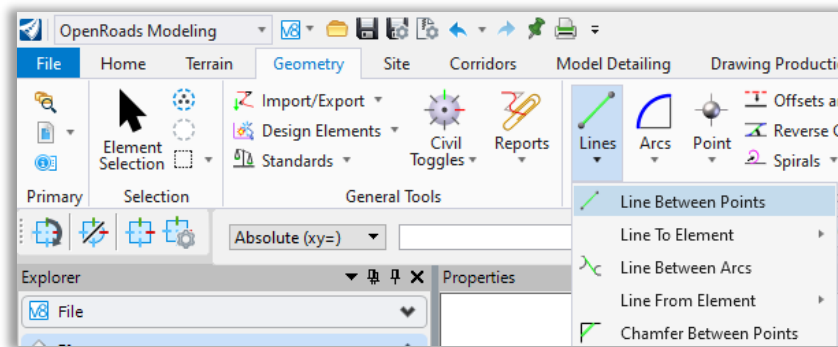 OpenRoads Modeling
File Home Terrain Geometry Site Corridors Model Detailing Drawing Producti
Import/Export
Design Elements
Standards
Element Selection
Civil Toggles
Reports
Lines
Arcs
Point
Offsets a
Reverse C
Spirals
Primary Selection General Tools
Line Between Points
Line To Element
Line Between Arcs
Line From Element
Chamfer Between Points
Absolute (xy=)
Explorer
Properties
File